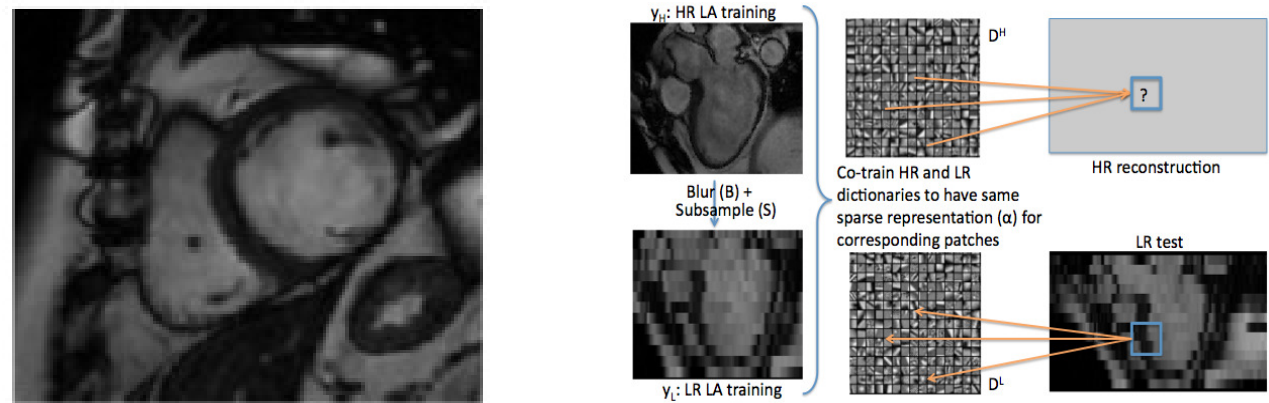 y_H: HR LA training
D^H
?
HR reconstruction
Blur (B) +
Subsample (S)
Co-train HR and LR
dictionaries to have same
sparse representation (α) for
corresponding patches
LR test
D^L
y_L: LR LA training